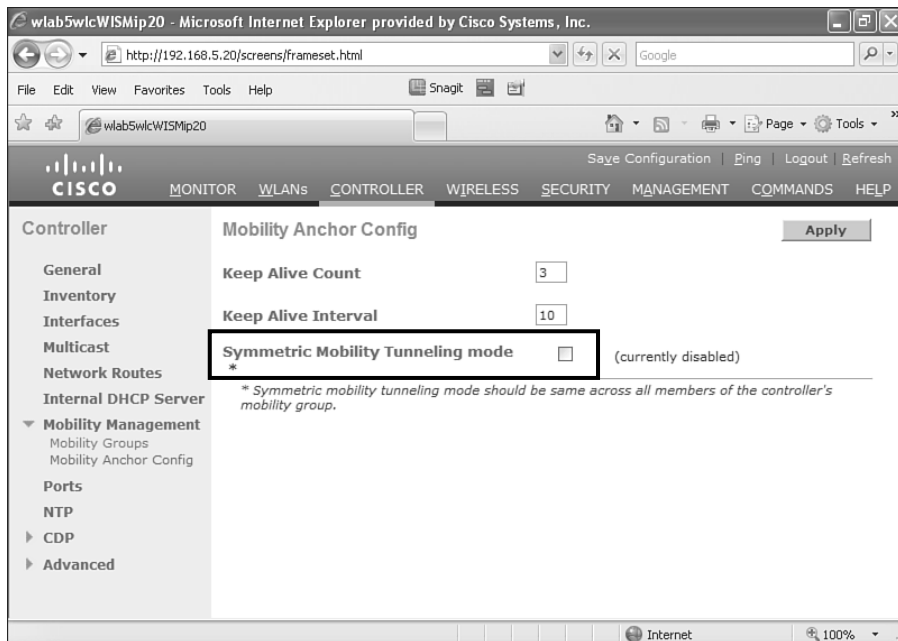 wlab5wlcWISMip20 - Microsoft Internet Explorer provided by Cisco Systems, Inc.
http://192.168.5.20/screens/frameset.html
Google
File Edit View Favorites Tools Help
Snagit
wlab5wlcWISMip20
Page Tools »
Save Configuration | Ping | Logout | Refresh
CISCO
MONITOR WLANs CONTROLLER WIRELESS SECURITY MANAGEMENT COMMANDS HELP
Controller
General
Inventory
Interfaces
Multicast
Network Routes
Internal DHCP Server
Mobility Management
Mobility Groups
Mobility Anchor Config
Ports
NTP
CDP
Advanced
Mobility Anchor Config
Apply
Keep Alive Count 3
Keep Alive Interval 10
Symmetric Mobility Tunneling mode (currently disabled)
*
* Symmetric mobility tunneling mode should be same across all members of the controller's
mobility group.
Internet 100%